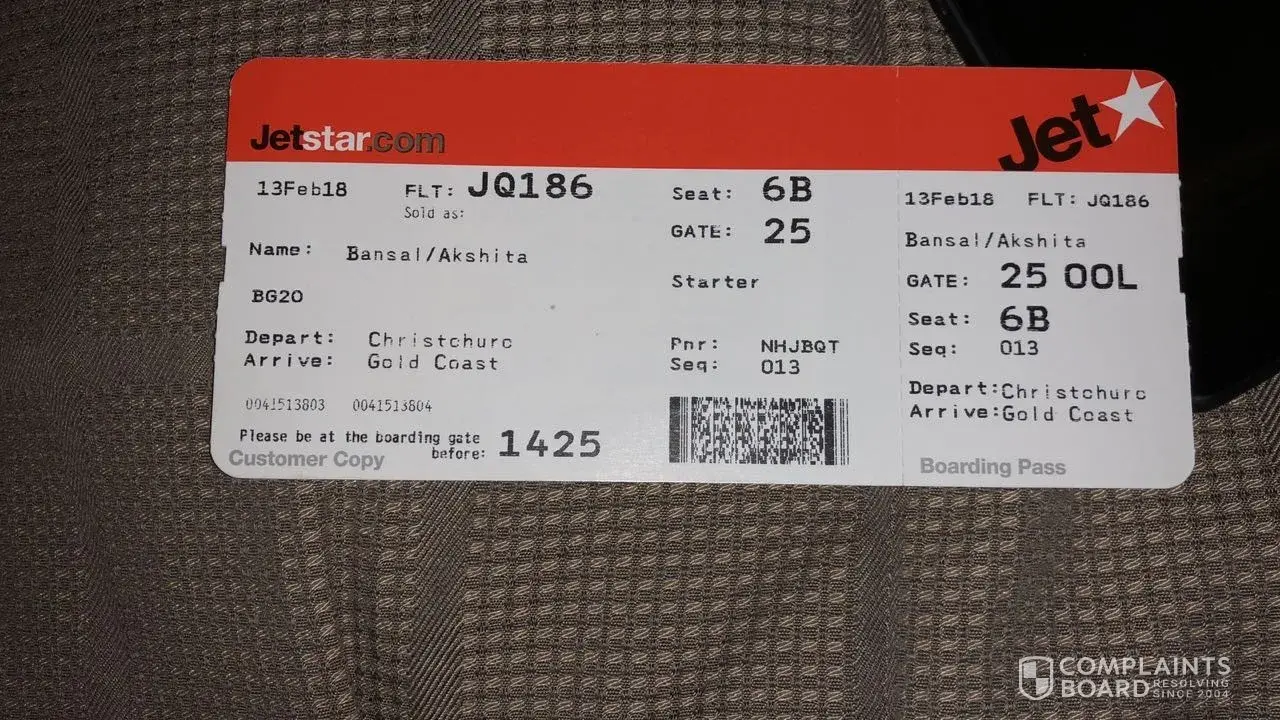 Jetstar.com
Jet
13Feb18 FLT: JQ186
Sold as:
Name: Bansal/Akshita
BG20
Depart: Christchurc
Arrive: Gold Coast
0041513803 0041513804
Please be at the boarding gate
before: 1425
Customer Copy
Seat: 6B
GATE: 25
Starter
Pnr: NHJBQT
Seq: 013
13Feb18 FLT: JQ186
Bansal/Akshita
GATE: 25 OOL
Seat: 6B
Seq: 013
Depart:Christchurc
Arrive:Gold Coast
Boarding Pass
COMPLAINTS
BOARD RESOLVING
SINCE 2004